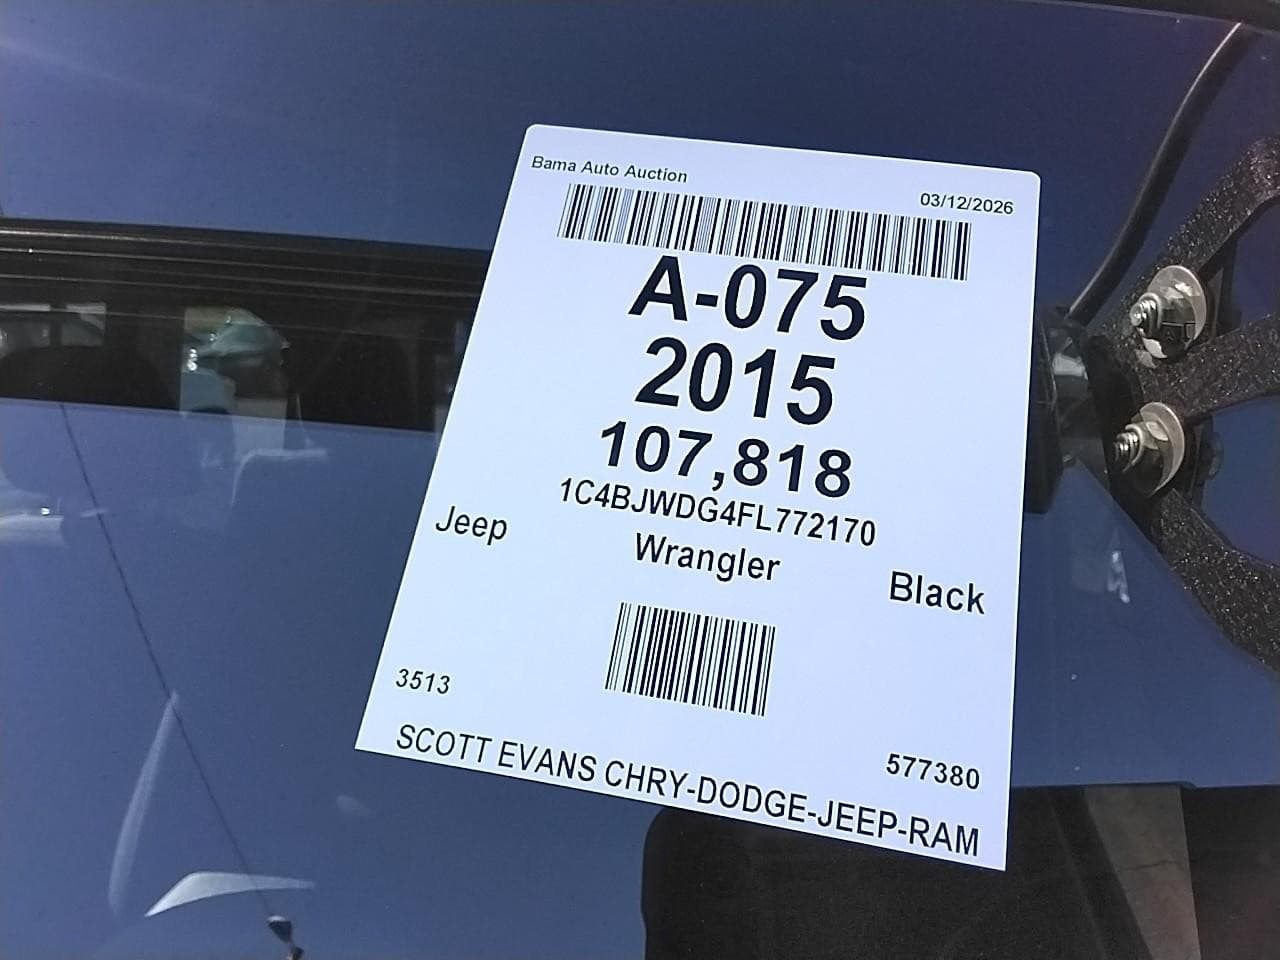 Bama Auto Auction
03/12/2026
A-075
2015
107,818
1C4BJWDG4FL772170
Jeep Wrangler Black
3513
577380
SCOTT EVANS CHRY-DODGE-JEEP-RAM